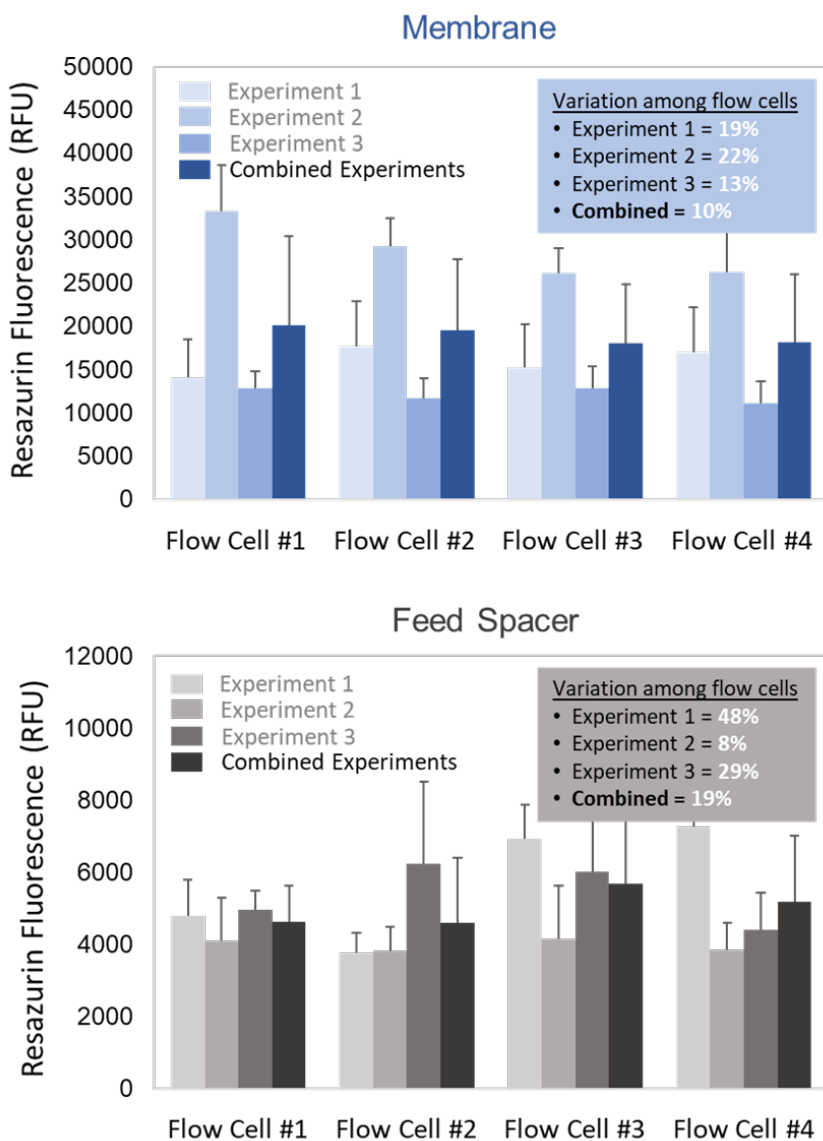 Membrane
Resazurin Fluorescence (RFU)
50000
45000
40000
35000
30000
25000
20000
15000
10000
5000
0
Experiment 1
Experiment 2
Experiment 3
Combined Experiments
Variation among flow cells
• Experiment 1 = 19%
• Experiment 2 = 22%
• Experiment 3 = 13%
• Combined = 10%
Flow Cell #1 Flow Cell #2 Flow Cell #3 Flow Cell #4
Feed Spacer
Resazurin Fluorescence (RFU)
12000
10000
8000
6000
4000
2000
0
Experiment 1
Experiment 2
Experiment 3
Combined Experiments
Variation among flow cells
• Experiment 1 = 48%
• Experiment 2 = 8%
• Experiment 3 = 29%
• Combined = 19%
Flow Cell #1 Flow Cell #2 Flow Cell #3 Flow Cell #4